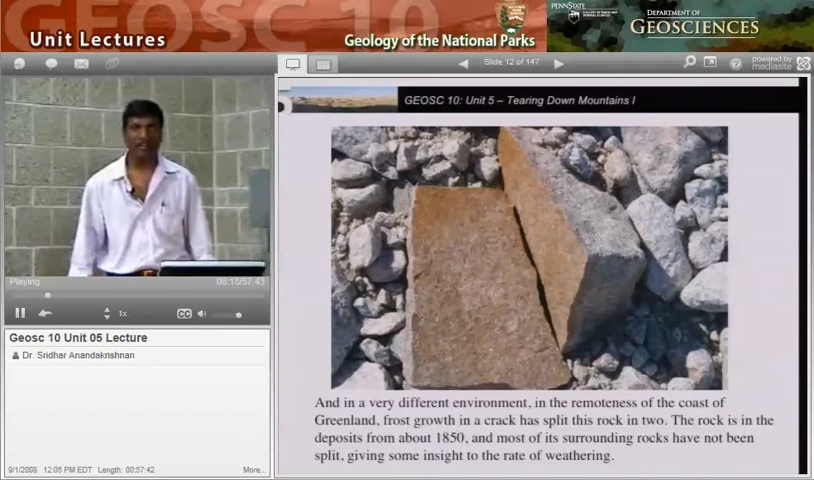 GEOSC 10
Unit Lectures
Geology of the National Parks
PENNSTATE
DEPARTMENT OF
GEOSCIENCES
Slide 12 of 147
powered by
mediasite
GEOSC 10: Unit 5 – Tearing Down Mountains I
Playing
08:18/57:43
1x
CC
Geosc 10 Unit 05 Lecture
Dr. Sridhar Anandakrishnan
9/1/2008 12:05 PM EDT Length: 00:57:42
More..
And in a very different environment, in the remoteness of the coast of
Greenland, frost growth in a crack has split this rock in two. The rock is in the
deposits from about 1850, and most of its surrounding rocks have not been
split, giving some insight to the rate of weathering.